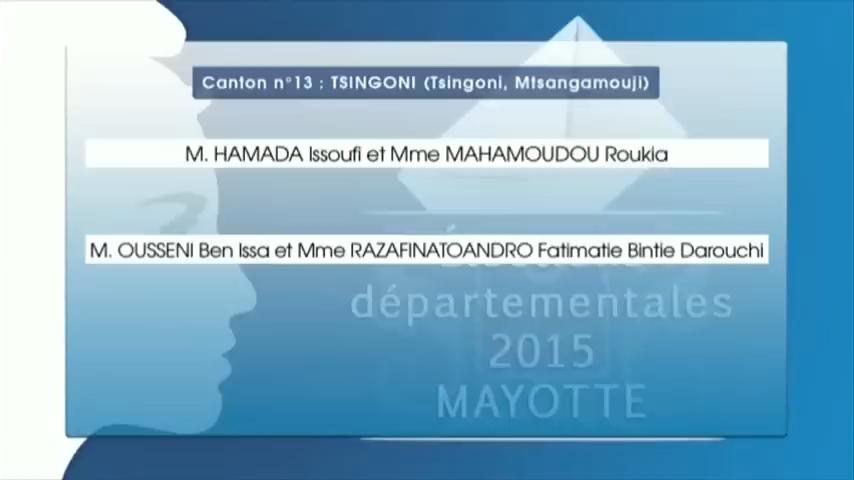 Canton n°13 : TSINGONI (Tsingoni, Mtsangamouji)
M. HAMADA Issoufi et Mme MAHAMOUDOU Roukia
M. OUSSENI Ben Issa et Mme RAZAFINATOANDRO Fatimatie Bintie Darouchi
départementales
2015
MAYOTTE